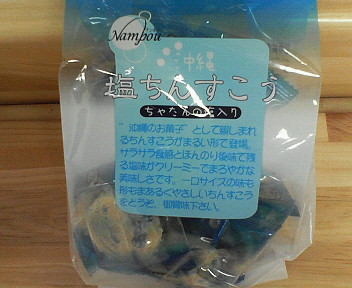 Nampou
沖縄
塩ちんすこう
ちゃたんの塩入り
"沖縄のお菓子"として親しまれ
るちんすこうがまるい形で登場。
サラサラ食感とほんのり後味で残
る塩味がクリーミーでまろやかな
美味しさです。一口サイズの味も
形もまあるくやさしいちんすこう
をどうぞ、御賞味下さい。